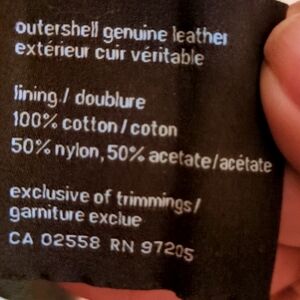 outershell genuine leather
extérieur cuir véritable
lining / doublure
100% cotton / coton
50% nylon, 50% acetate/acétate
exclusive of trimmings/
garniture exclue
CA 02558 RN 97205